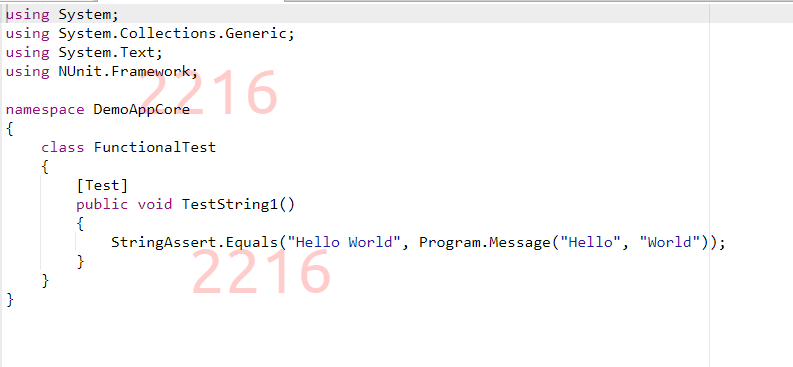 using System;
using System.Collections.Generic;
using System.Text;
using NUnit.Framework;
2216
namespace DemoAppCore
{
    class FunctionalTest
    {
        [Test]
        public void TestString1()
        {
            StringAssert.Equals("Hello World", Program.Message("Hello", "World"));
        }
2216
    }
}